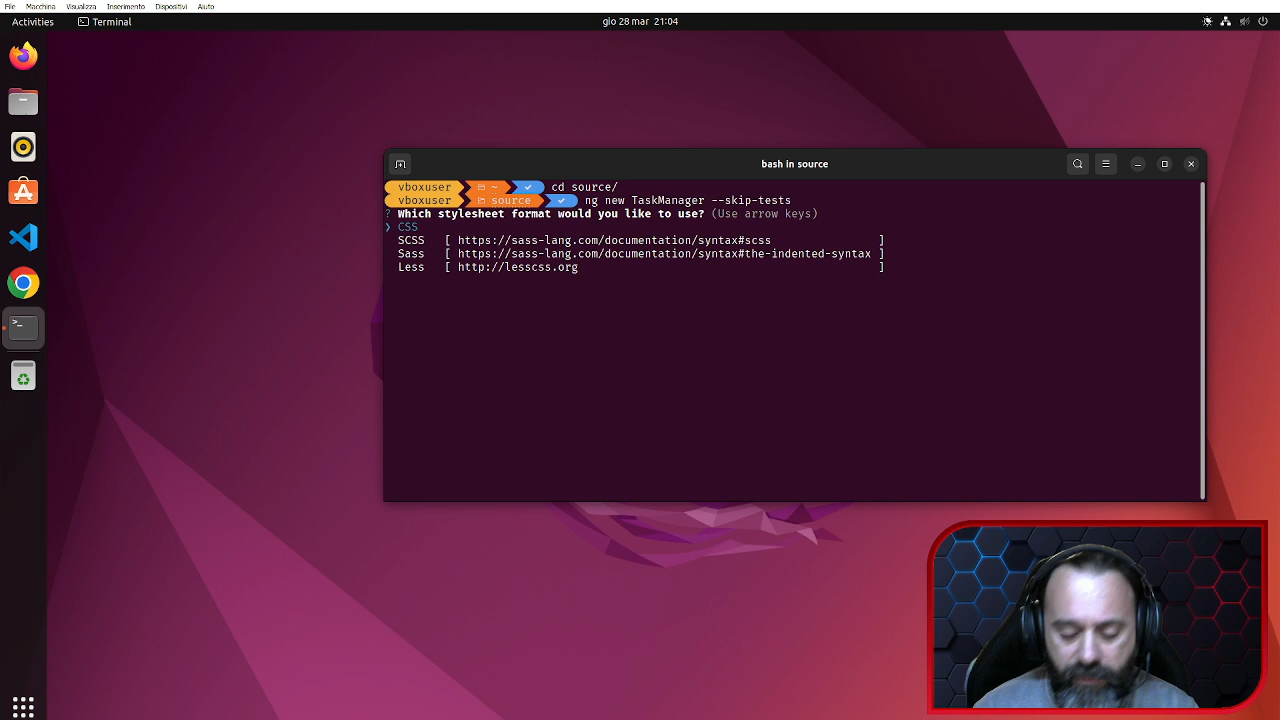 File Macchina Visualizza Inserimento Dispositivi Aiuto
Activities Terminal gio 28 mar 21:04
bash in source
vboxuser ~ ✓ cd source/
vboxuser source ✓ ng new TaskManager --skip-tests
? Which stylesheet format would you like to use? (Use arrow keys)
❯ CSS
SCSS [ https://sass-lang.com/documentation/syntax#scss ]
Sass [ https://sass-lang.com/documentation/syntax#the-indented-syntax ]
Less [ http://lesscss.org ]